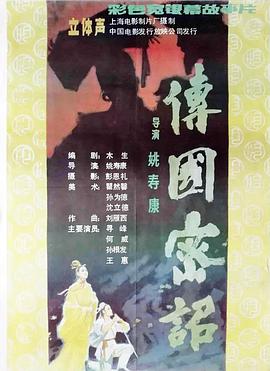 彩色宽银幕故事片
立体声
上海电影制片厂摄制
中国电影发行放映公司发行
傳國密詔
导演
姚寿康
编剧：木生
导演：姚寿康
摄影：彭恩礼
美术：瞿然馨
孙为德
沈立德
作曲：刘雁西
主要演员：寻峰
何威
孙根发
王惠